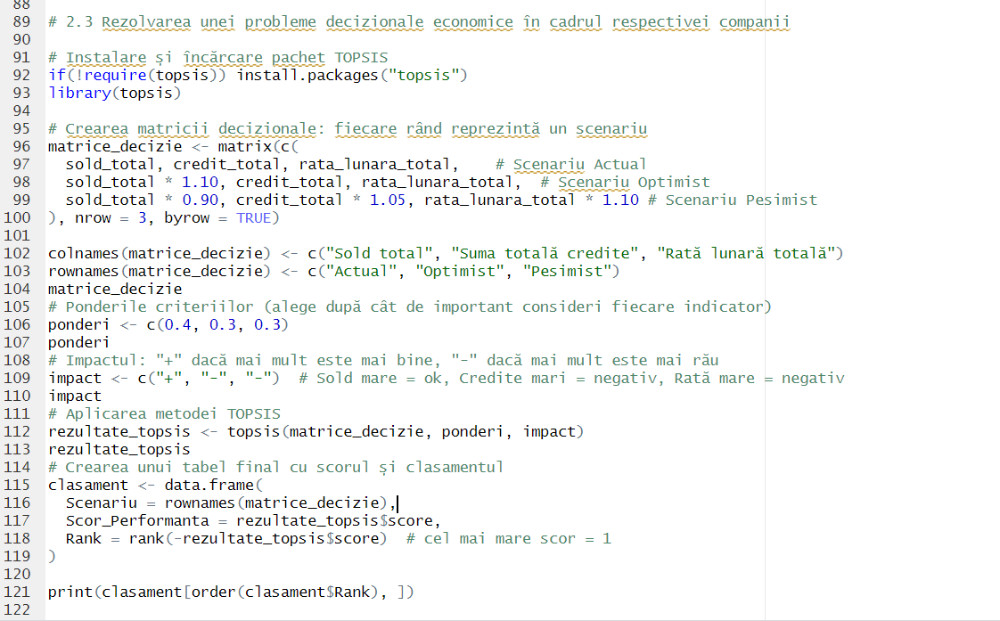 88
89 # 2.3 Rezolvarea unei probleme decizionale economice în cadrul respectivei companii
90
91 # Instalare și încărcare pachet TOPSIS
92 if(!require(topsis)) install.packages("topsis")
93 library(topsis)
94
95 # Crearea matricii decizionale: fiecare rând reprezintă un scenariu
96 matrice_decizie <- matrix(c(
97   sold_total, credit_total, rata_lunara_total,    # Scenariu Actual
98   sold_total * 1.10, credit_total, rata_lunara_total,  # Scenariu Optimist
99   sold_total * 0.90, credit_total * 1.05, rata_lunara_total * 1.10 # Scenariu Pesimist
100 ), nrow = 3, byrow = TRUE)
101
102 colnames(matrice_decizie) <- c("Sold total", "Suma totală credite", "Rată lunară totală")
103 rownames(matrice_decizie) <- c("Actual", "Optimist", "Pesimist")
104 matrice_decizie
105 # Ponderile criteriilor (alege după cât de important consideri fiecare indicator)
106 ponderi <- c(0.4, 0.3, 0.3)
107 ponderi
108 # Impactul: "+" dacă mai mult este mai bine, "-" dacă mai mult este mai rău
109 impact <- c("+", "-", "-")  # Sold mare = ok, Credite mari = negativ, Rată mare = negativ
110 impact
111 # Aplicarea metodei TOPSIS
112 rezultate_topsis <- topsis(matrice_decizie, ponderi, impact)
113 rezultate_topsis
114 # Crearea unui tabel final cu scorul și clasamentul
115 clasament <- data.frame(
116   Scenariu = rownames(matrice_decizie),
117   Scor_Performanta = rezultate_topsis$score,
118   Rank = rank(-rezultate_topsis$score)  # cel mai mare scor = 1
119 )
120
121 print(clasament[order(clasament$Rank), ])
122